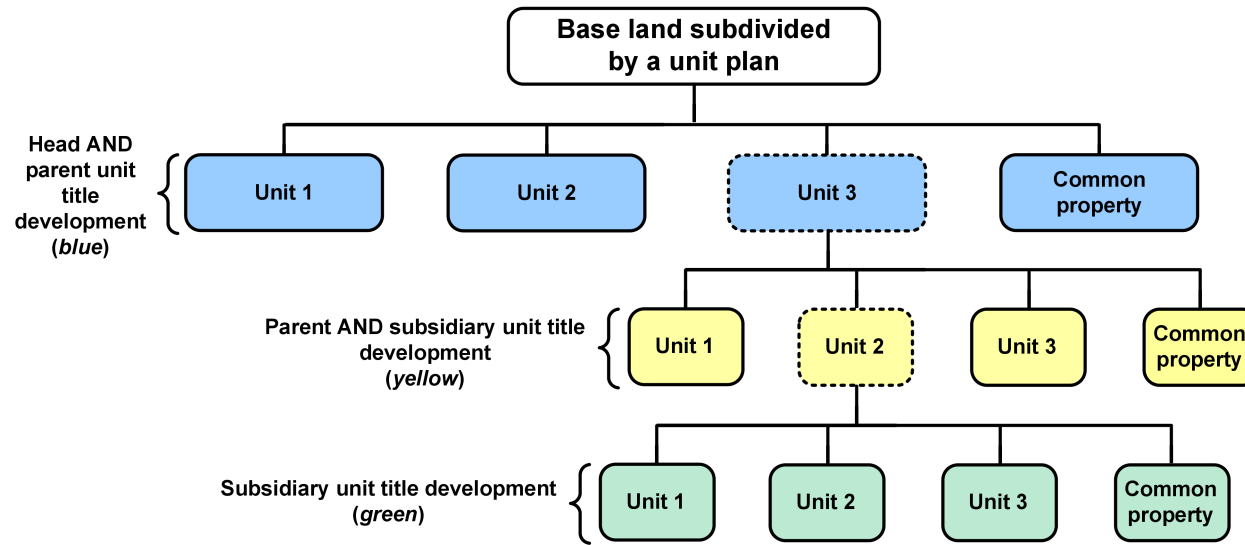 Base land subdivided
by a unit plan
Head AND
parent unit
title
development
(blue)
Unit 1
Unit 2
Unit 3
Common
property
Parent AND subsidiary unit title
development
(yellow)
Unit 1
Unit 2
Unit 3
Common
property
Subsidiary unit title development
(green)
Unit 1
Unit 2
Unit 3
Common
property